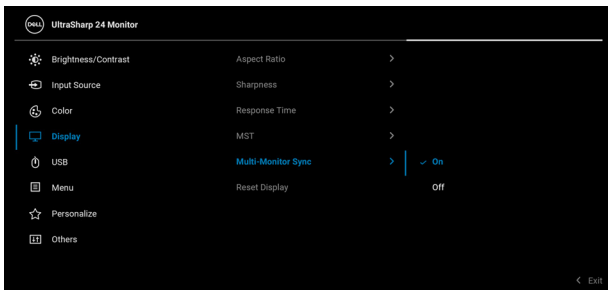 DELL UltraSharp 24 Monitor
Brightness/Contrast Aspect Ratio
Input Source Sharpness
Color Response Time
Display MST
USB Multi-Monitor Sync On
Menu Reset Display Off
Personalize
Others
Exit